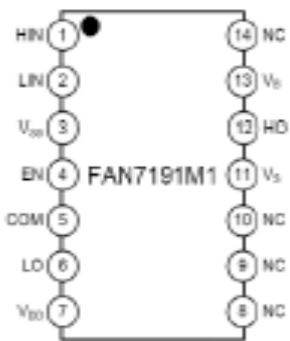 HIN 1 14 NC
LIN 2 13 VB
VSS 3 12 HO
EN 4 FAN7191M1 11 VS
COM 5 10 NC
LO 6 9 NC
VDD 7 8 NC